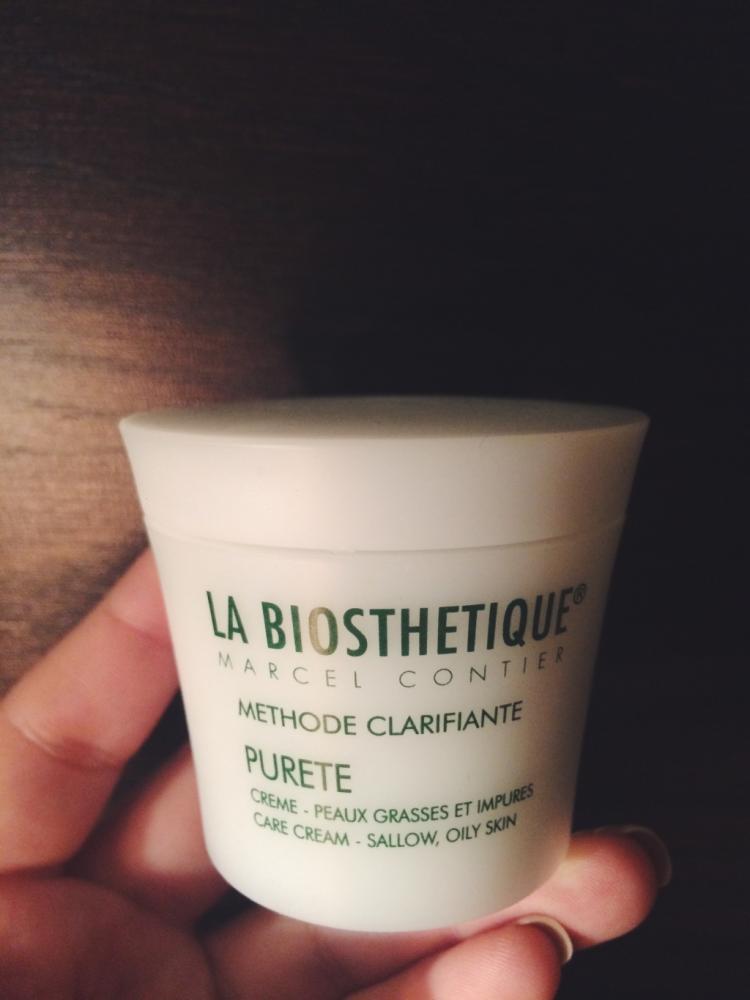 LA BIOSTHETIQUE®
MARCEL CONTIER
METHODE CLARIFIANTE
PURETE
CREME - PEAUX GRASSES ET IMPURES
CARE CREAM - SALLOW, OILY SKIN